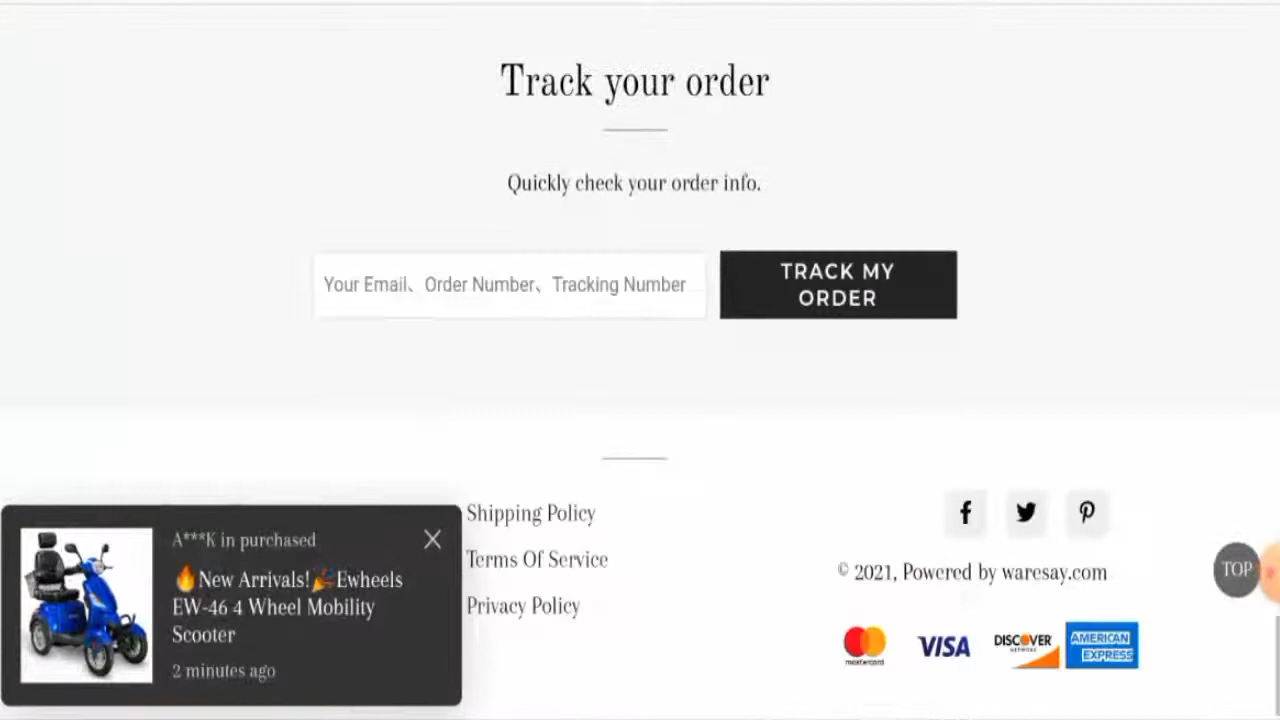 Track your order
Quickly check your order info.
Your Email、Order Number、Tracking Number
TRACK MY
ORDER
A***K in purchased
🔥New Arrivals!🎉Ewheels
EW-46 4 Wheel Mobility
Scooter
2 minutes ago
Shipping Policy
Terms Of Service
Privacy Policy
© 2021, Powered by waresay.com
TOP
mastercard
VISA
DISCOVER
NETWORK
AMERICAN
EXPRESS